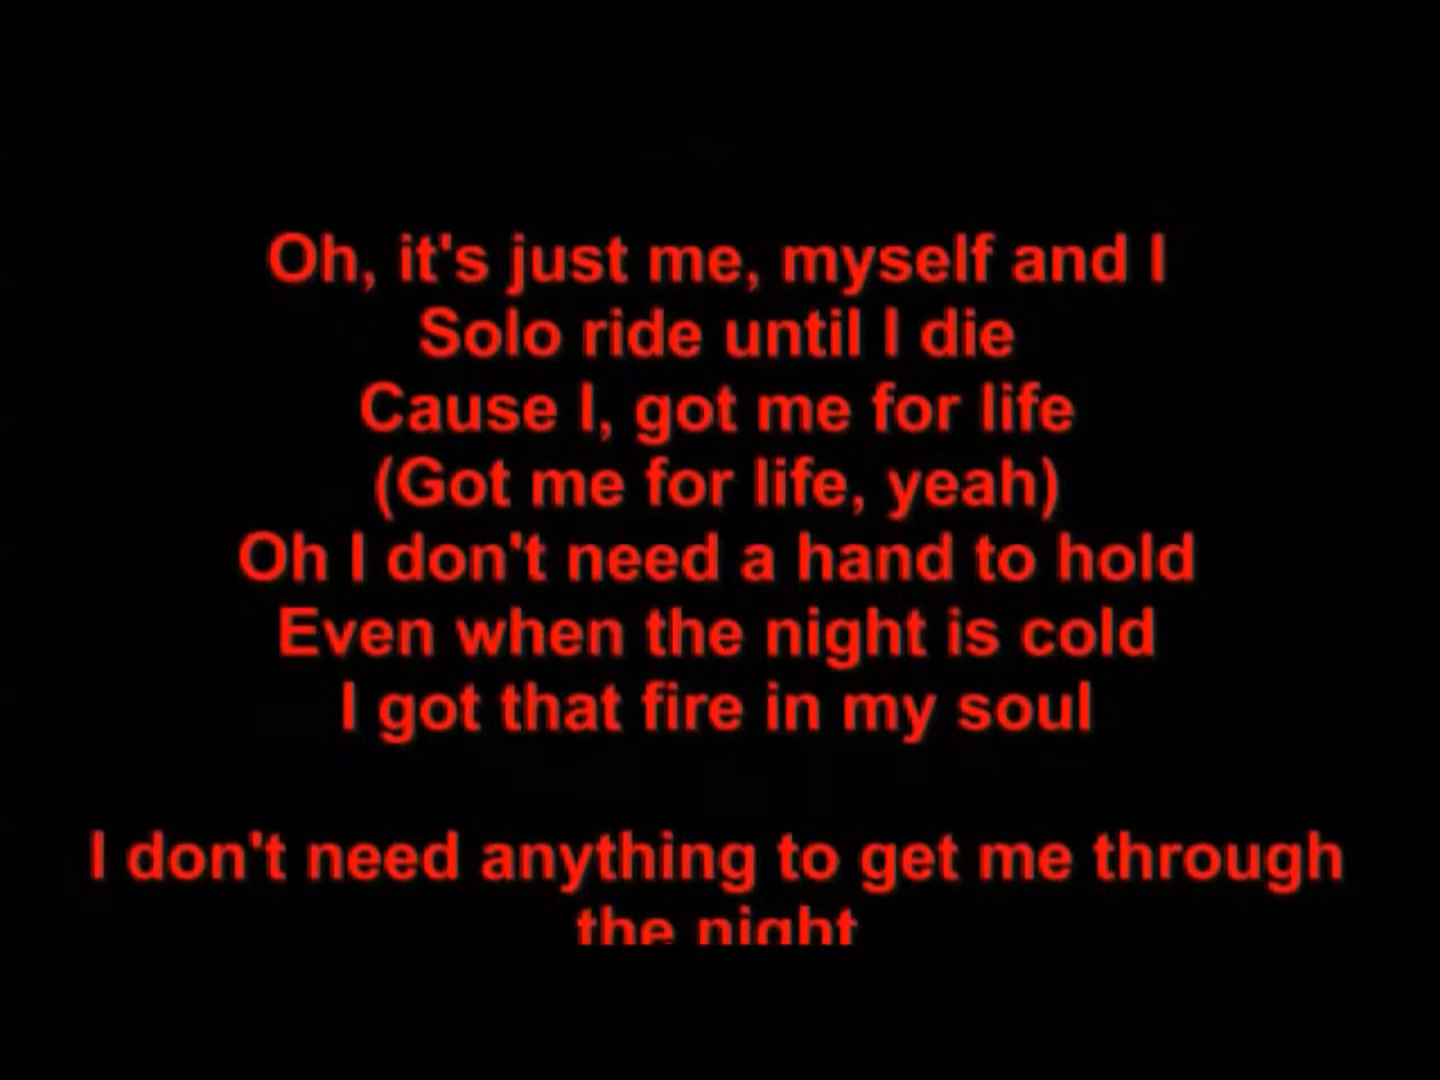 Oh, it's just me, myself and I
Solo ride until I die
Cause I, got me for life
(Got me for life, yeah)
Oh I don't need a hand to hold
Even when the night is cold
I got that fire in my soul
I don't need anything to get me through
the night